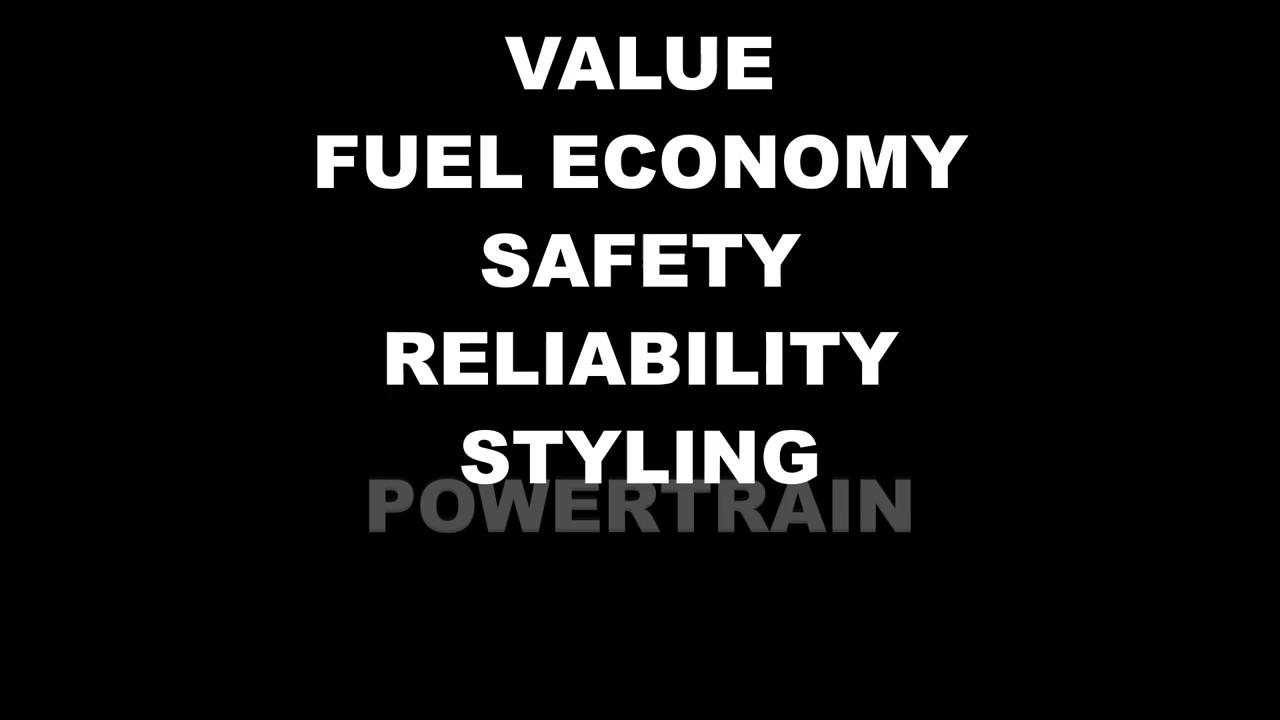 VALUE
FUEL ECONOMY
SAFETY
RELIABILITY
STYLING
POWERTRAIN